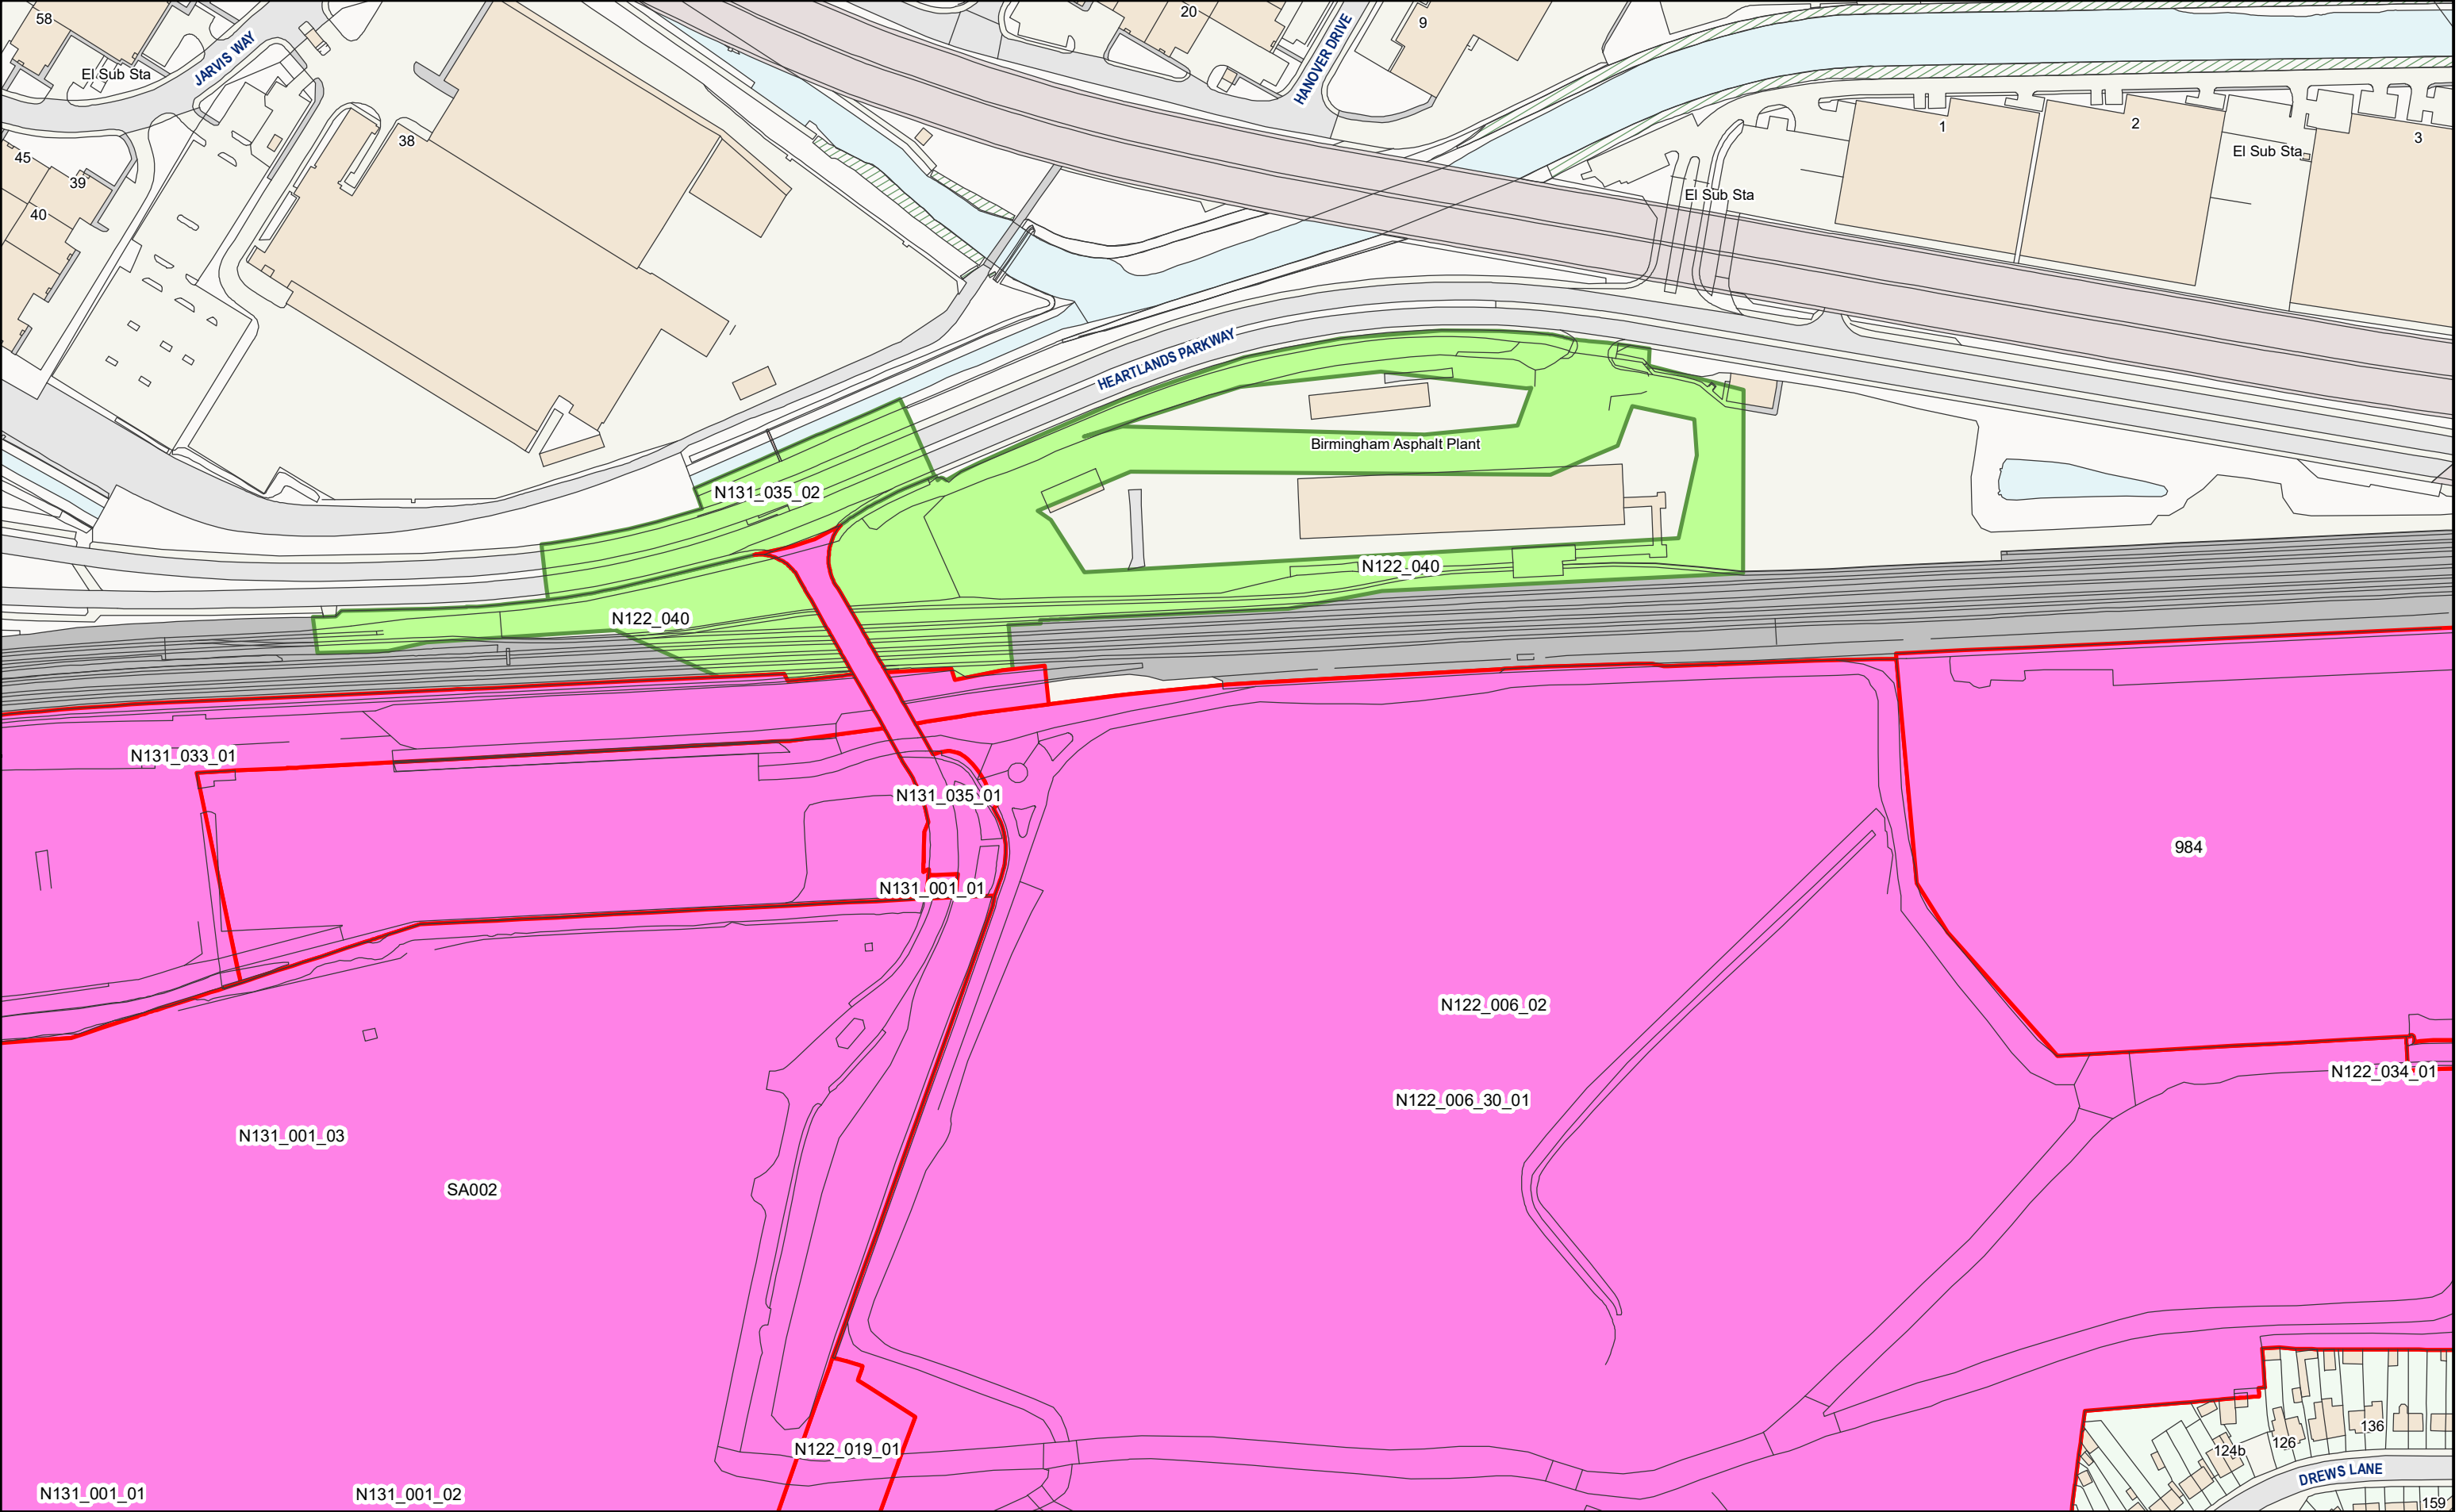 58
JARVIS WAY
20
HANOVER DRIVE
9
El Sub Sta
38
1
2
3
45
El Sub Sta
39
El Sub Sta
40
HEARTLANDS PARKWAY
Birmingham Asphalt Plant
N131_035_02
N122_040
N122_040
N131_033_01
N131_035_01
984
N131_001_01
N122_006_02
N122_034_01
N122_006_30_01
N131_001_03
SA002
136
126
N122_019_01
124b
DREWS LANE
N131_001_01
N131_001_02
159